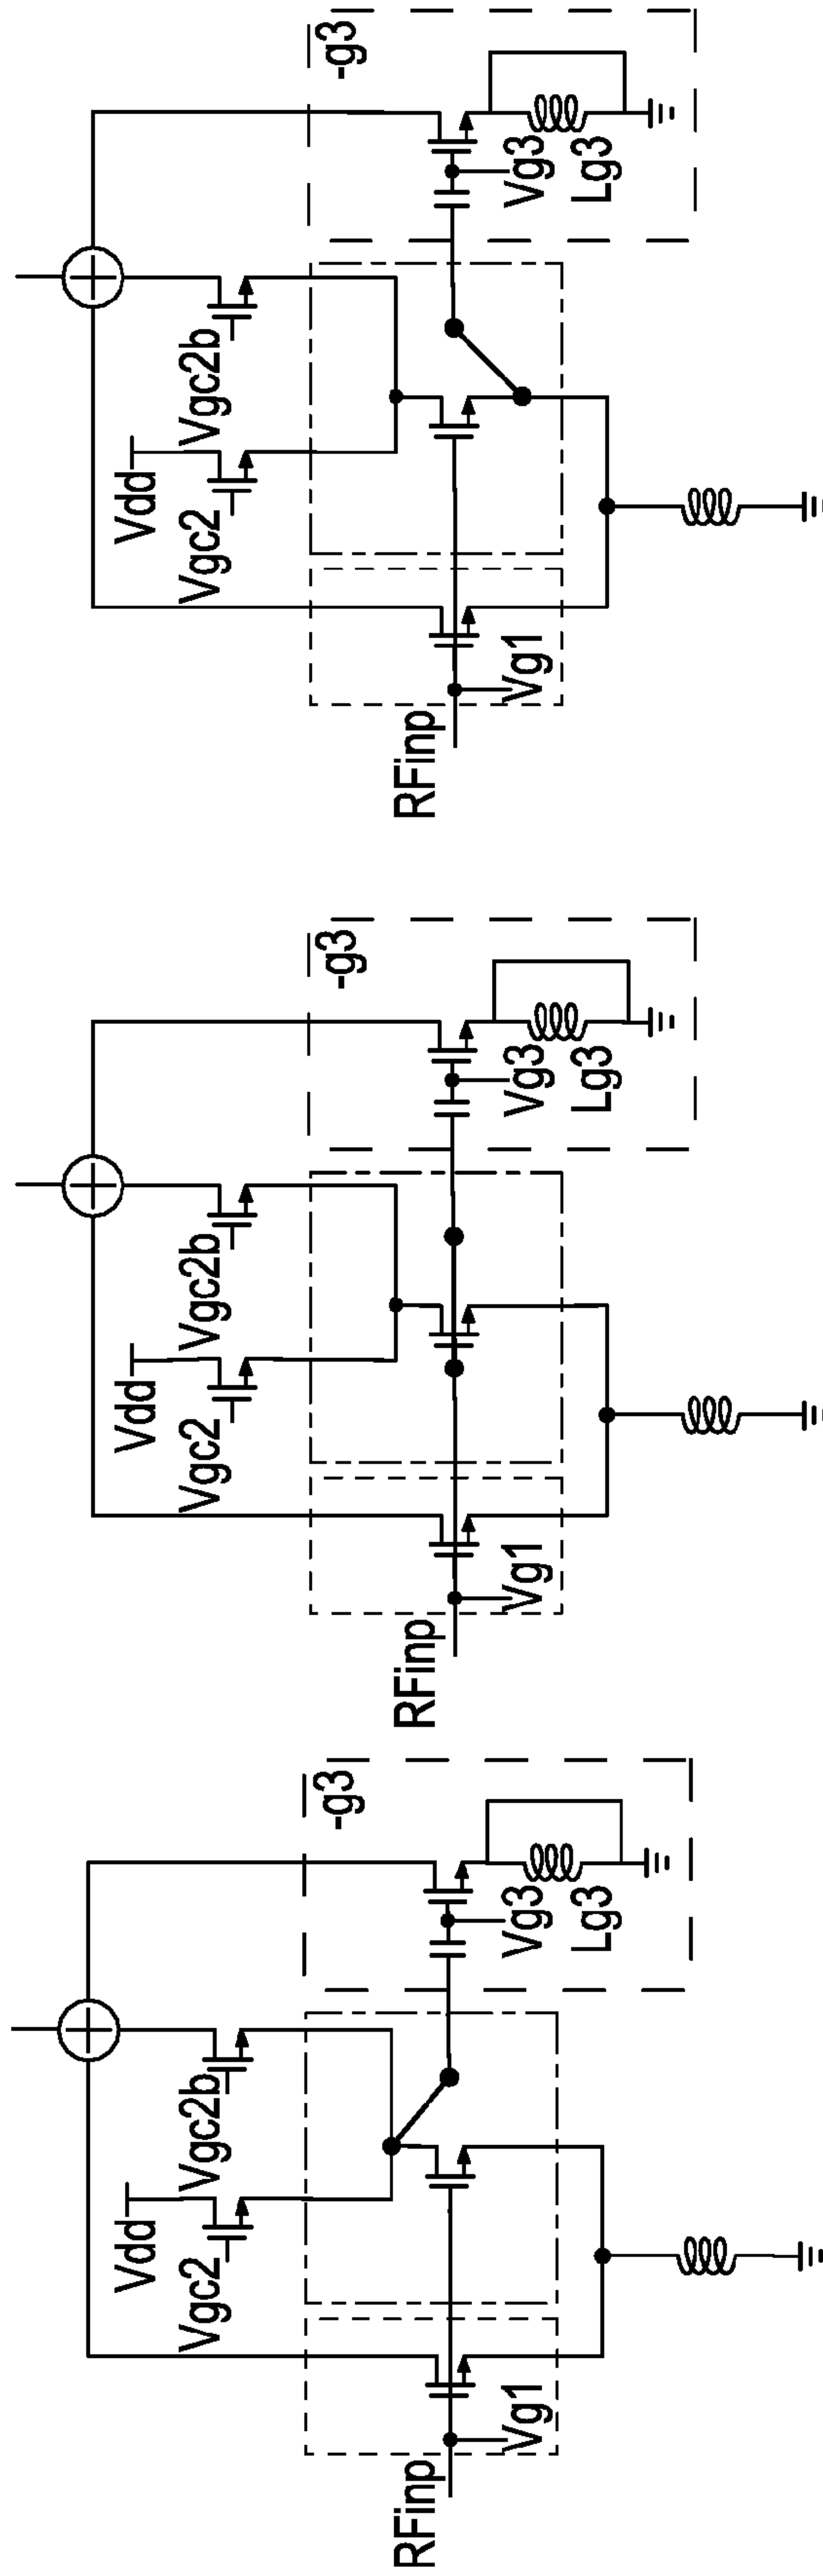 RFinp
Vg1
Vgc2
Vdd
Vgc2b
-g3
Vg3
Lg3
RFinp
Vg1
Vgc2
Vdd
Vgc2b
-g3
Vg3
Lg3
RFinp
Vg1
Vgc2
Vdd
Vgc2b
-g3
Vg3
Lg3